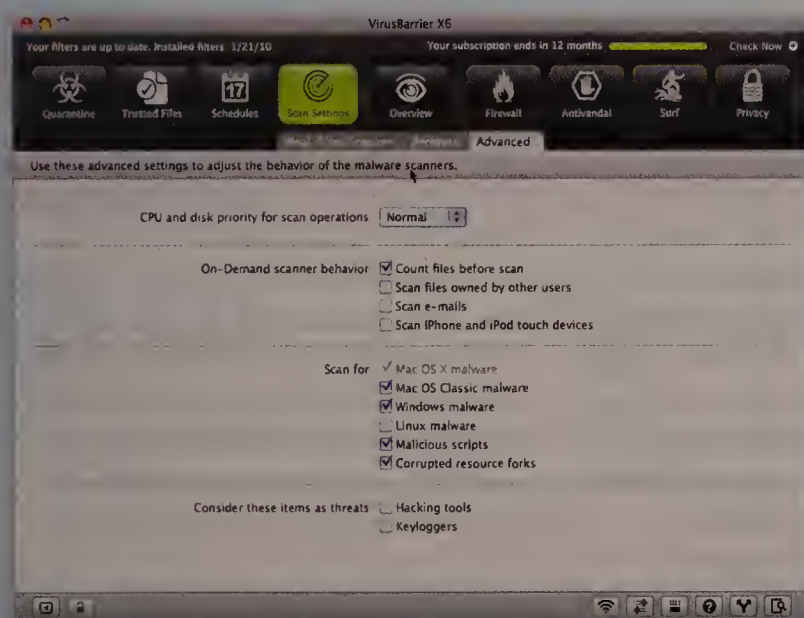 VirusBarrier X6
Your filters are up to date. Installed filters: 1/21/10
Your subscription ends in 12 months
Check Now
Quarantine
Trusted Files
17
Schedules
Scan Settings
Overview
Firewall
Antivandal
Surf
Privacy
Advanced
Use these advanced settings to adjust the behavior of the malware scanners.
CPU and disk priority for scan operations Normal
On-Demand scanner behavior Count files before scan
Scan files owned by other users
Scan e-mails
Scan iPhone and iPod touch devices
Scan for Mac OS X malware
Mac OS Classic malware
Windows malware
Linux malware
Malicious scripts
Corrupted resource forks
Consider these items as threats Hacking tools
Keyloggers